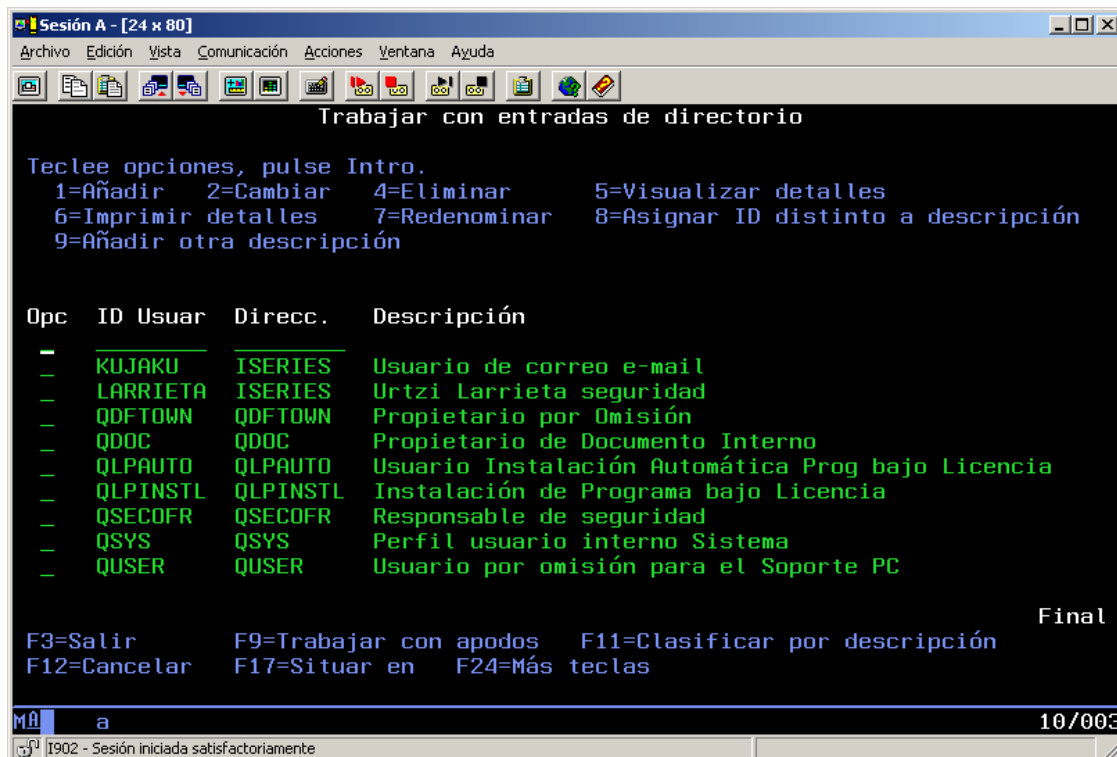 Sesión A - [24 x 80]
Archivo Edición Vista Comunicación Acciones Ventana Ayuda
Trabajar con entradas de directorio
Teclee opciones, pulse Intro.
1=Añadir 2=Cambiar 4=Eliminar 5=Visualizar detalles
6=Imprimir detalles 7=Redenominar 8=Asignar ID distinto a descripción
9=Añadir otra descripción
Opc ID Usuar Direcc. Descripción
KUJAKU ISERIES Usuario de correo e-mail
LARRIETA ISERIES Urtzi Larrieta seguridad
QDFTOWN QDFTOWN Propietario por Omisión
QDOC QDOC Propietario de Documento Interno
QLPAUTO QLPAUTO Usuario Instalación Automática Prog bajo Licencia
QLPINSTL QLPINSTL Instalación de Programa bajo Licencia
QSECOFR QSECOFR Responsable de seguridad
QSYS QSYS Perfil usuario interno Sistema
QUSER QUSER Usuario por omisión para el Soporte PC
Final
F3=Salir F9=Trabajar con apodos F11=Clasificar por descripción
F12=Cancelar F17=Situar en F24=Más teclas
MA a 10/003
I902 - Sesión iniciada satisfactoriamente